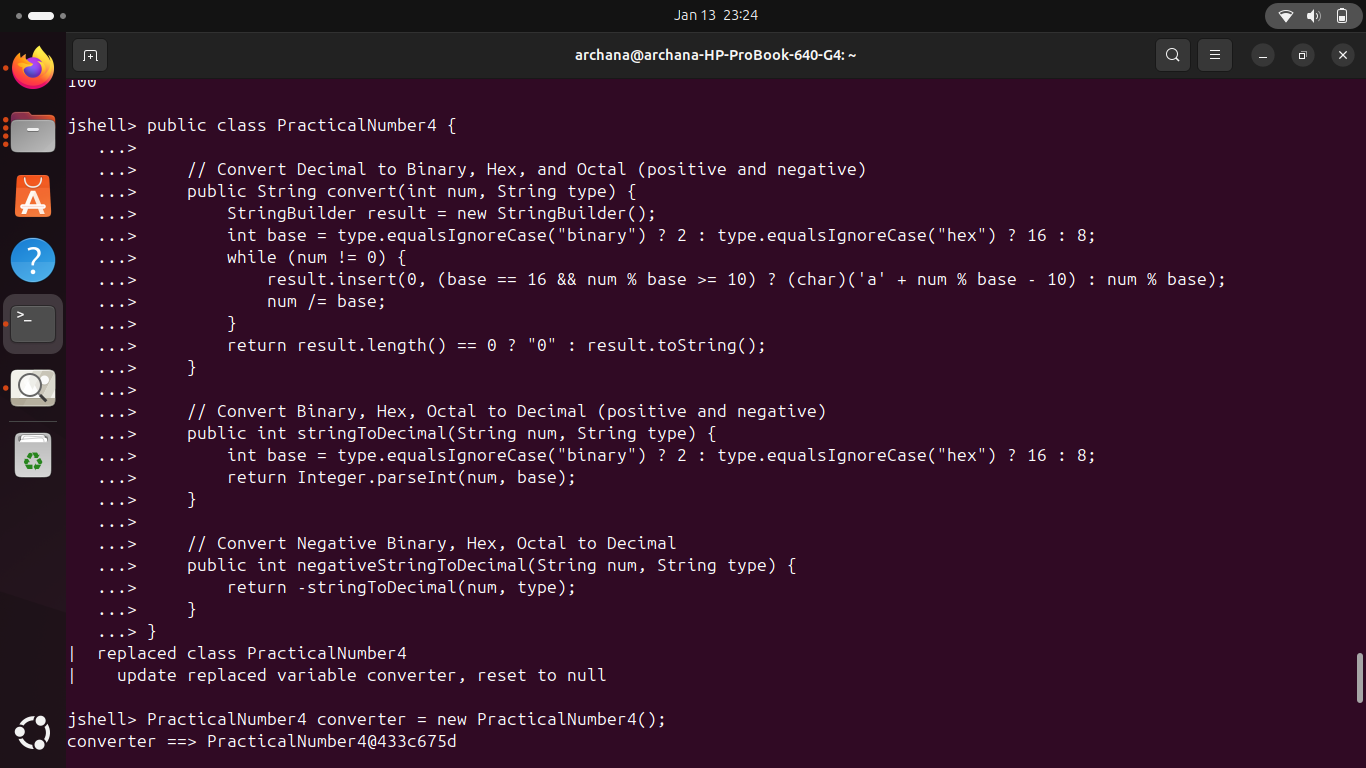 Jan 13 23:24
archana@archana-HP-ProBook-640-G4: ~
100
jshell> public class PracticalNumber4 {
   ...>
   ...>     // Convert Decimal to Binary, Hex, and Octal (positive and negative)
   ...>     public String convert(int num, String type) {
   ...>         StringBuilder result = new StringBuilder();
   ...>         int base = type.equalsIgnoreCase("binary") ? 2 : type.equalsIgnoreCase("hex") ? 16 : 8;
   ...>         while (num != 0) {
   ...>             result.insert(0, (base == 16 && num % base >= 10) ? (char)('a' + num % base - 10) : num % base);
   ...>             num /= base;
   ...>         }
   ...>         return result.length() == 0 ? "0" : result.toString();
   ...>     }
   ...>
   ...>     // Convert Binary, Hex, Octal to Decimal (positive and negative)
   ...>     public int stringToDecimal(String num, String type) {
   ...>         int base = type.equalsIgnoreCase("binary") ? 2 : type.equalsIgnoreCase("hex") ? 16 : 8;
   ...>         return Integer.parseInt(num, base);
   ...>     }
   ...>
   ...>     // Convert Negative Binary, Hex, Octal to Decimal
   ...>     public int negativeStringToDecimal(String num, String type) {
   ...>         return -stringToDecimal(num, type);
   ...>     }
   ...> }
|  replaced class PracticalNumber4
|    update replaced variable converter, reset to null
jshell> PracticalNumber4 converter = new PracticalNumber4();
converter ==> PracticalNumber4@433c675d